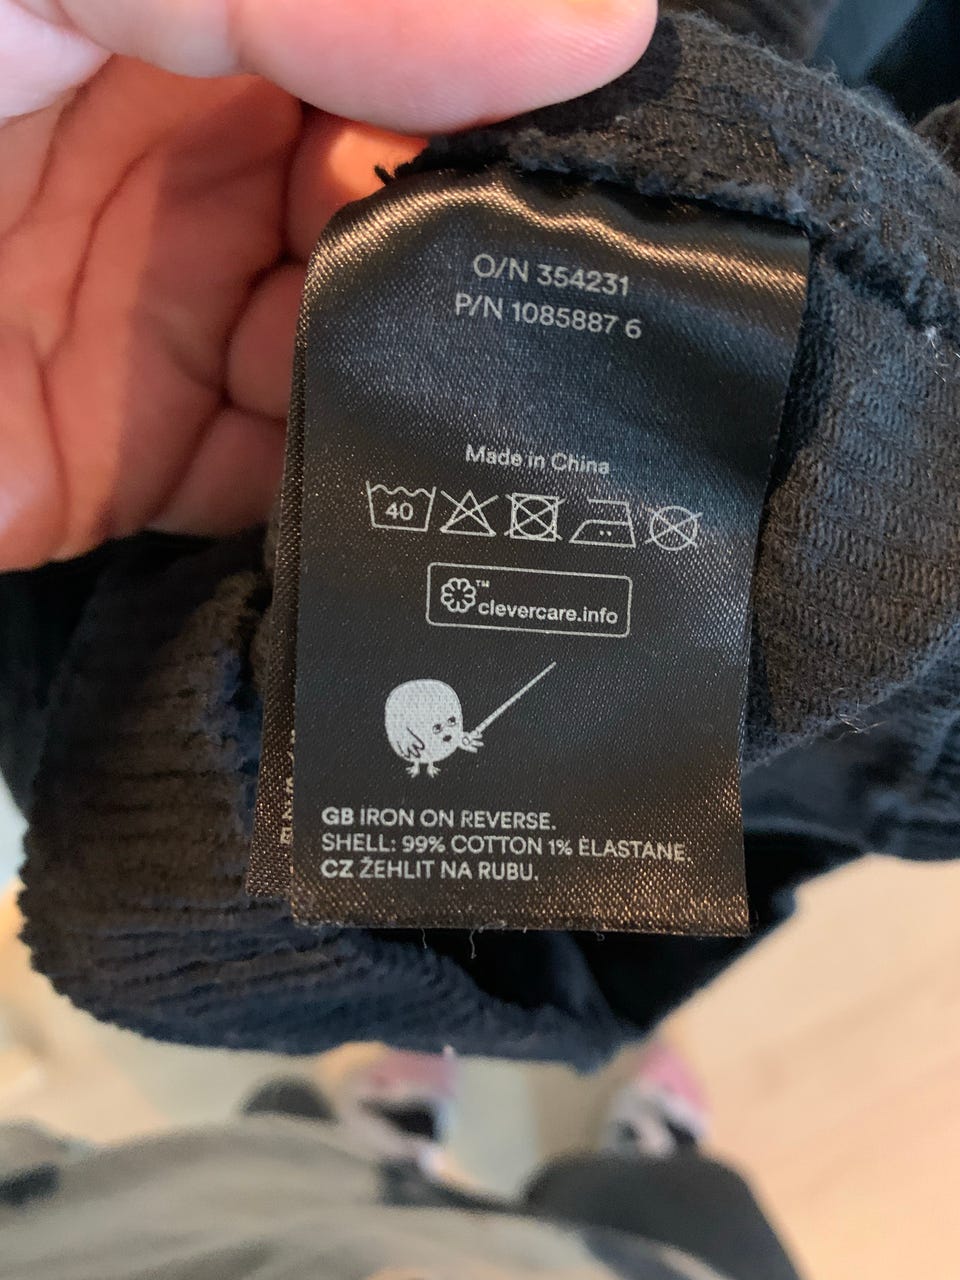 O/N 354231
P/N 1085887 6
Made in China
40
™
clevercare.info
GB IRON ON REVERSE.
SHELL: 99% COTTON 1% ELASTANE.
CZ ŽEHLIT NA RUBU.